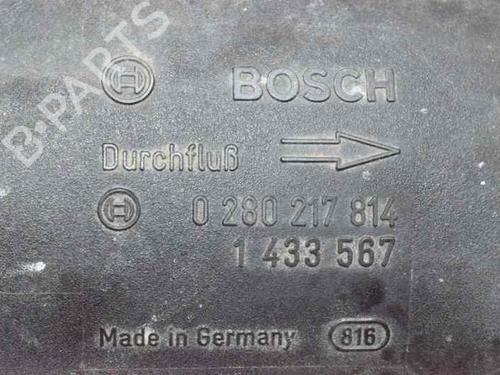 BOSCH
Durchfluß
0 280 217 814
1 433 567
Made in Germany 816
B-PARTS